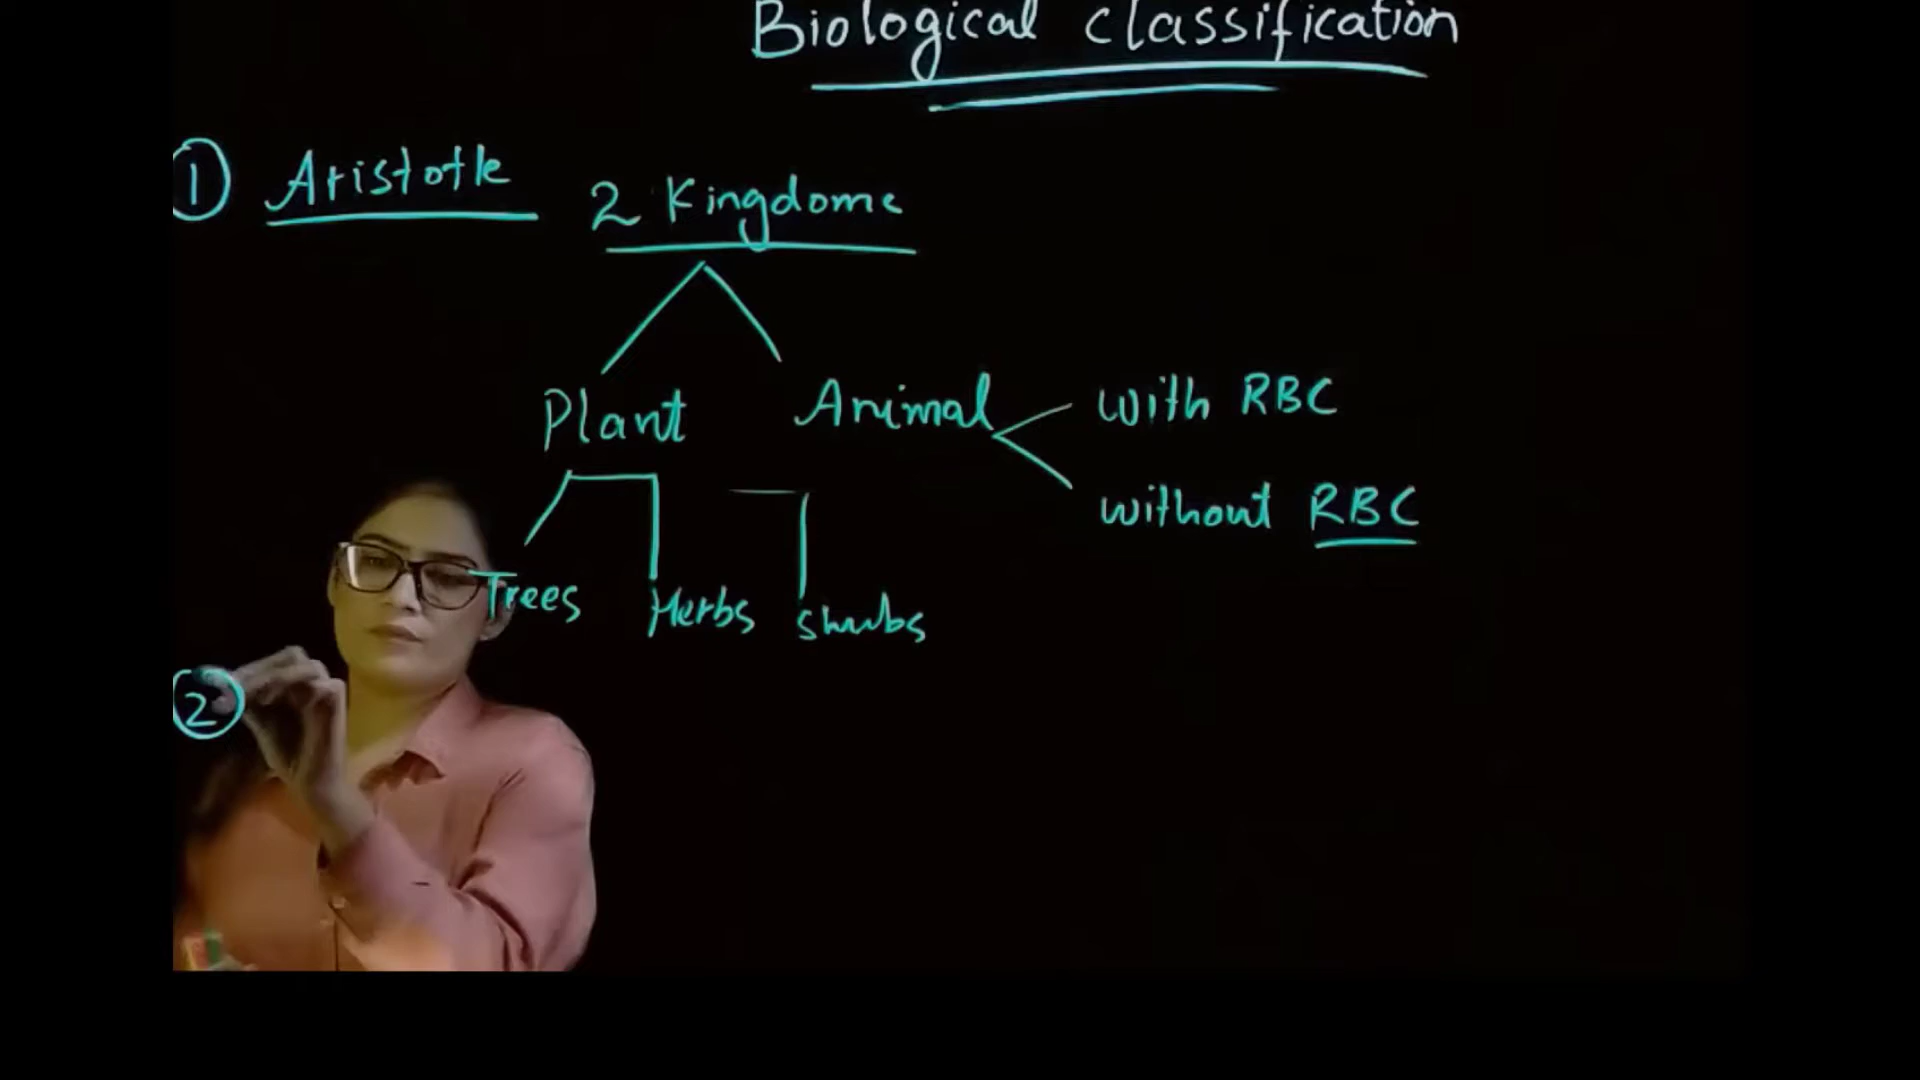 Biological classification
① Aristotle 2 Kingdome
Plant Animal with RBC
without RBC
Trees Herbs Shrubs
②